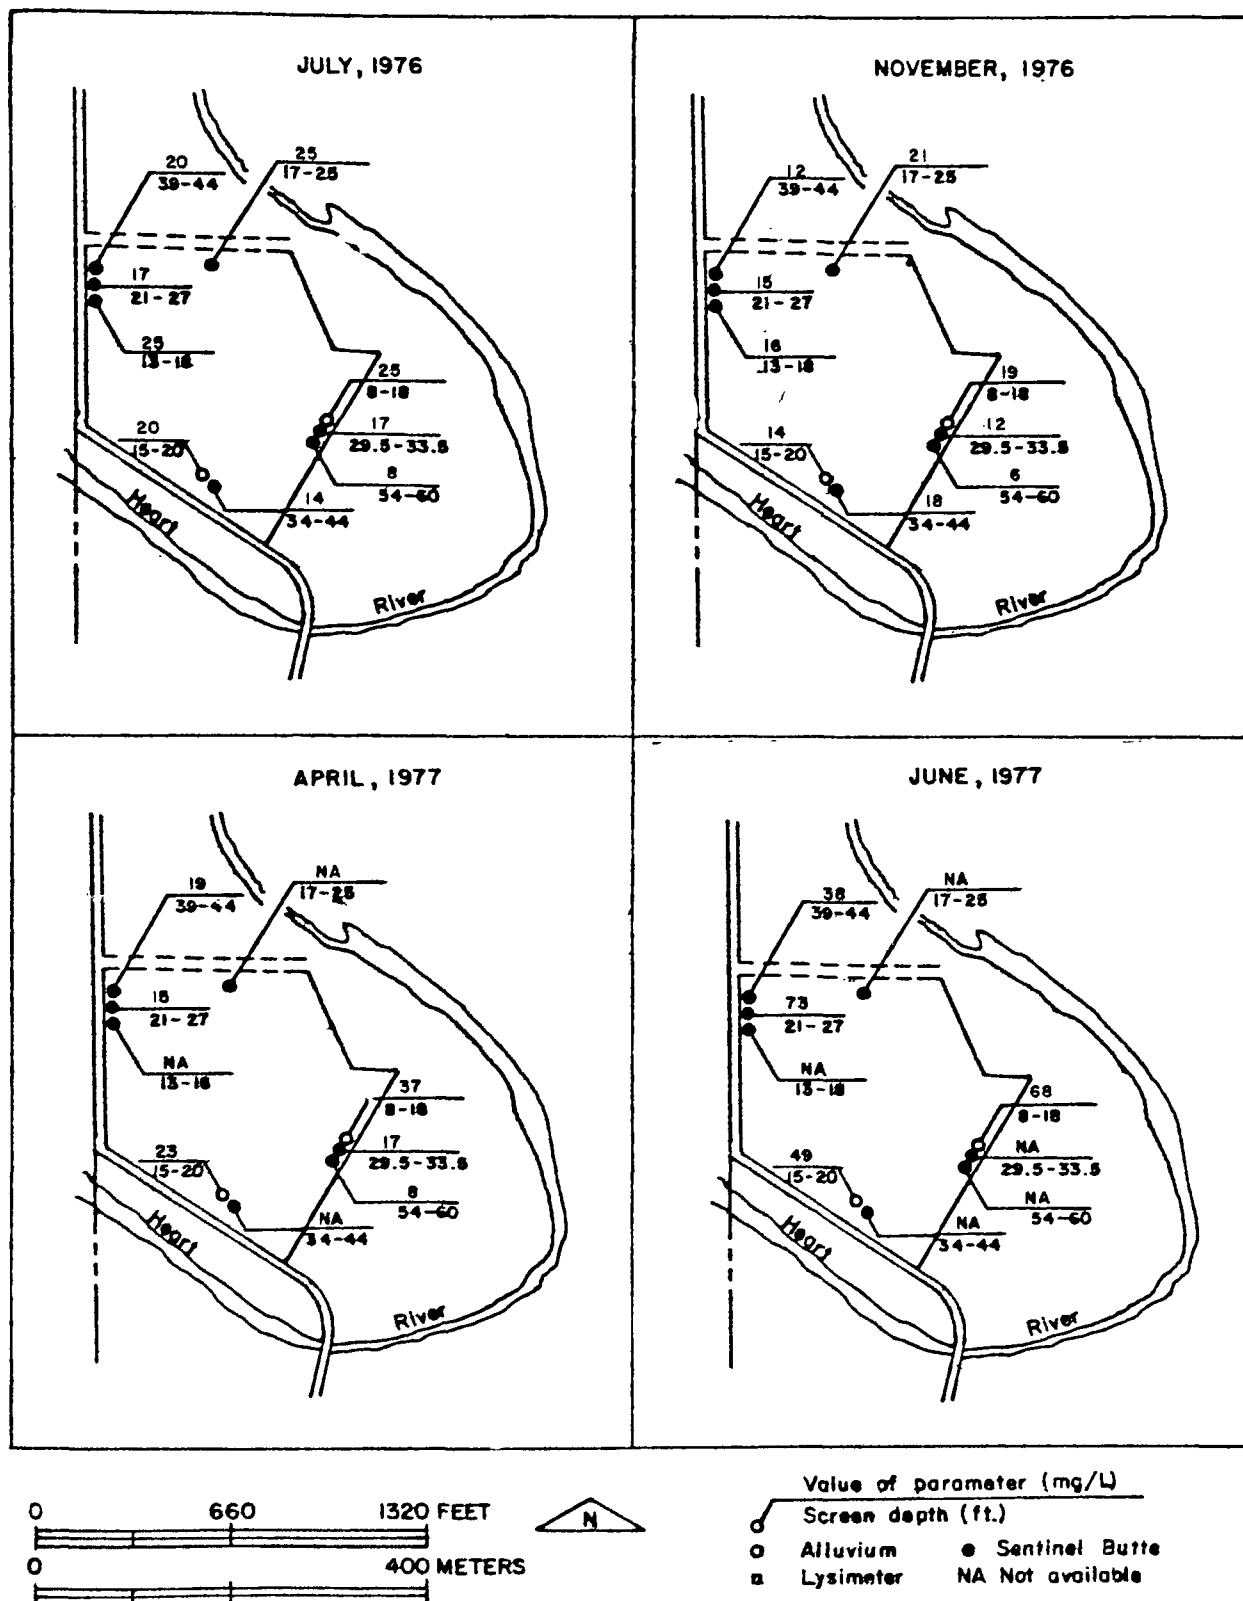 JULY, 1976
20
39-44
25
17-25
17
21-27
25
13-18
25
8-18
17
29.5-33.5
8
54-60
20
15-20
14
34-44
Heart
River
NOVEMBER, 1976
12
39-44
21
17-25
15
21-27
16
13-18
19
8-18
12
29.5-33.5
6
54-60
14
15-20
18
34-44
Heart
River
APRIL, 1977
19
39-44
NA
17-25
15
21-27
NA
13-18
37
8-18
17
29.5-33.5
8
54-60
23
15-20
NA
34-44
Heart
River
JUNE, 1977
38
39-44
NA
17-25
73
21-27
NA
13-18
68
8-18
NA
29.5-33.5
NA
54-60
49
15-20
NA
34-44
Heart
River
0 660 1320 FEET
0 400 METERS
N
Value of parameter (mg/L)
Screen depth (ft.)
Alluvium Sentinel Butte
Lysimeter NA Not available